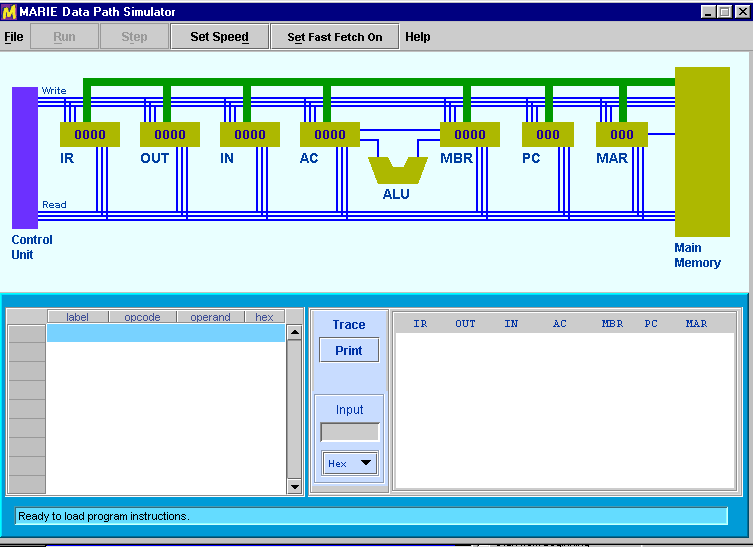 MARIE Data Path Simulator
File Run Step Set Speed Set Fast Fetch On Help
Write
0000 0000 0000 0000 0000 000 000
IR OUT IN AC MBR PC MAR
ALU
Read
Control
Unit
Main
Memory
label opcode operand hex
Trace
Print
Input
Hex
IR OUT IN AC MBR PC MAR
Ready to load program instructions.